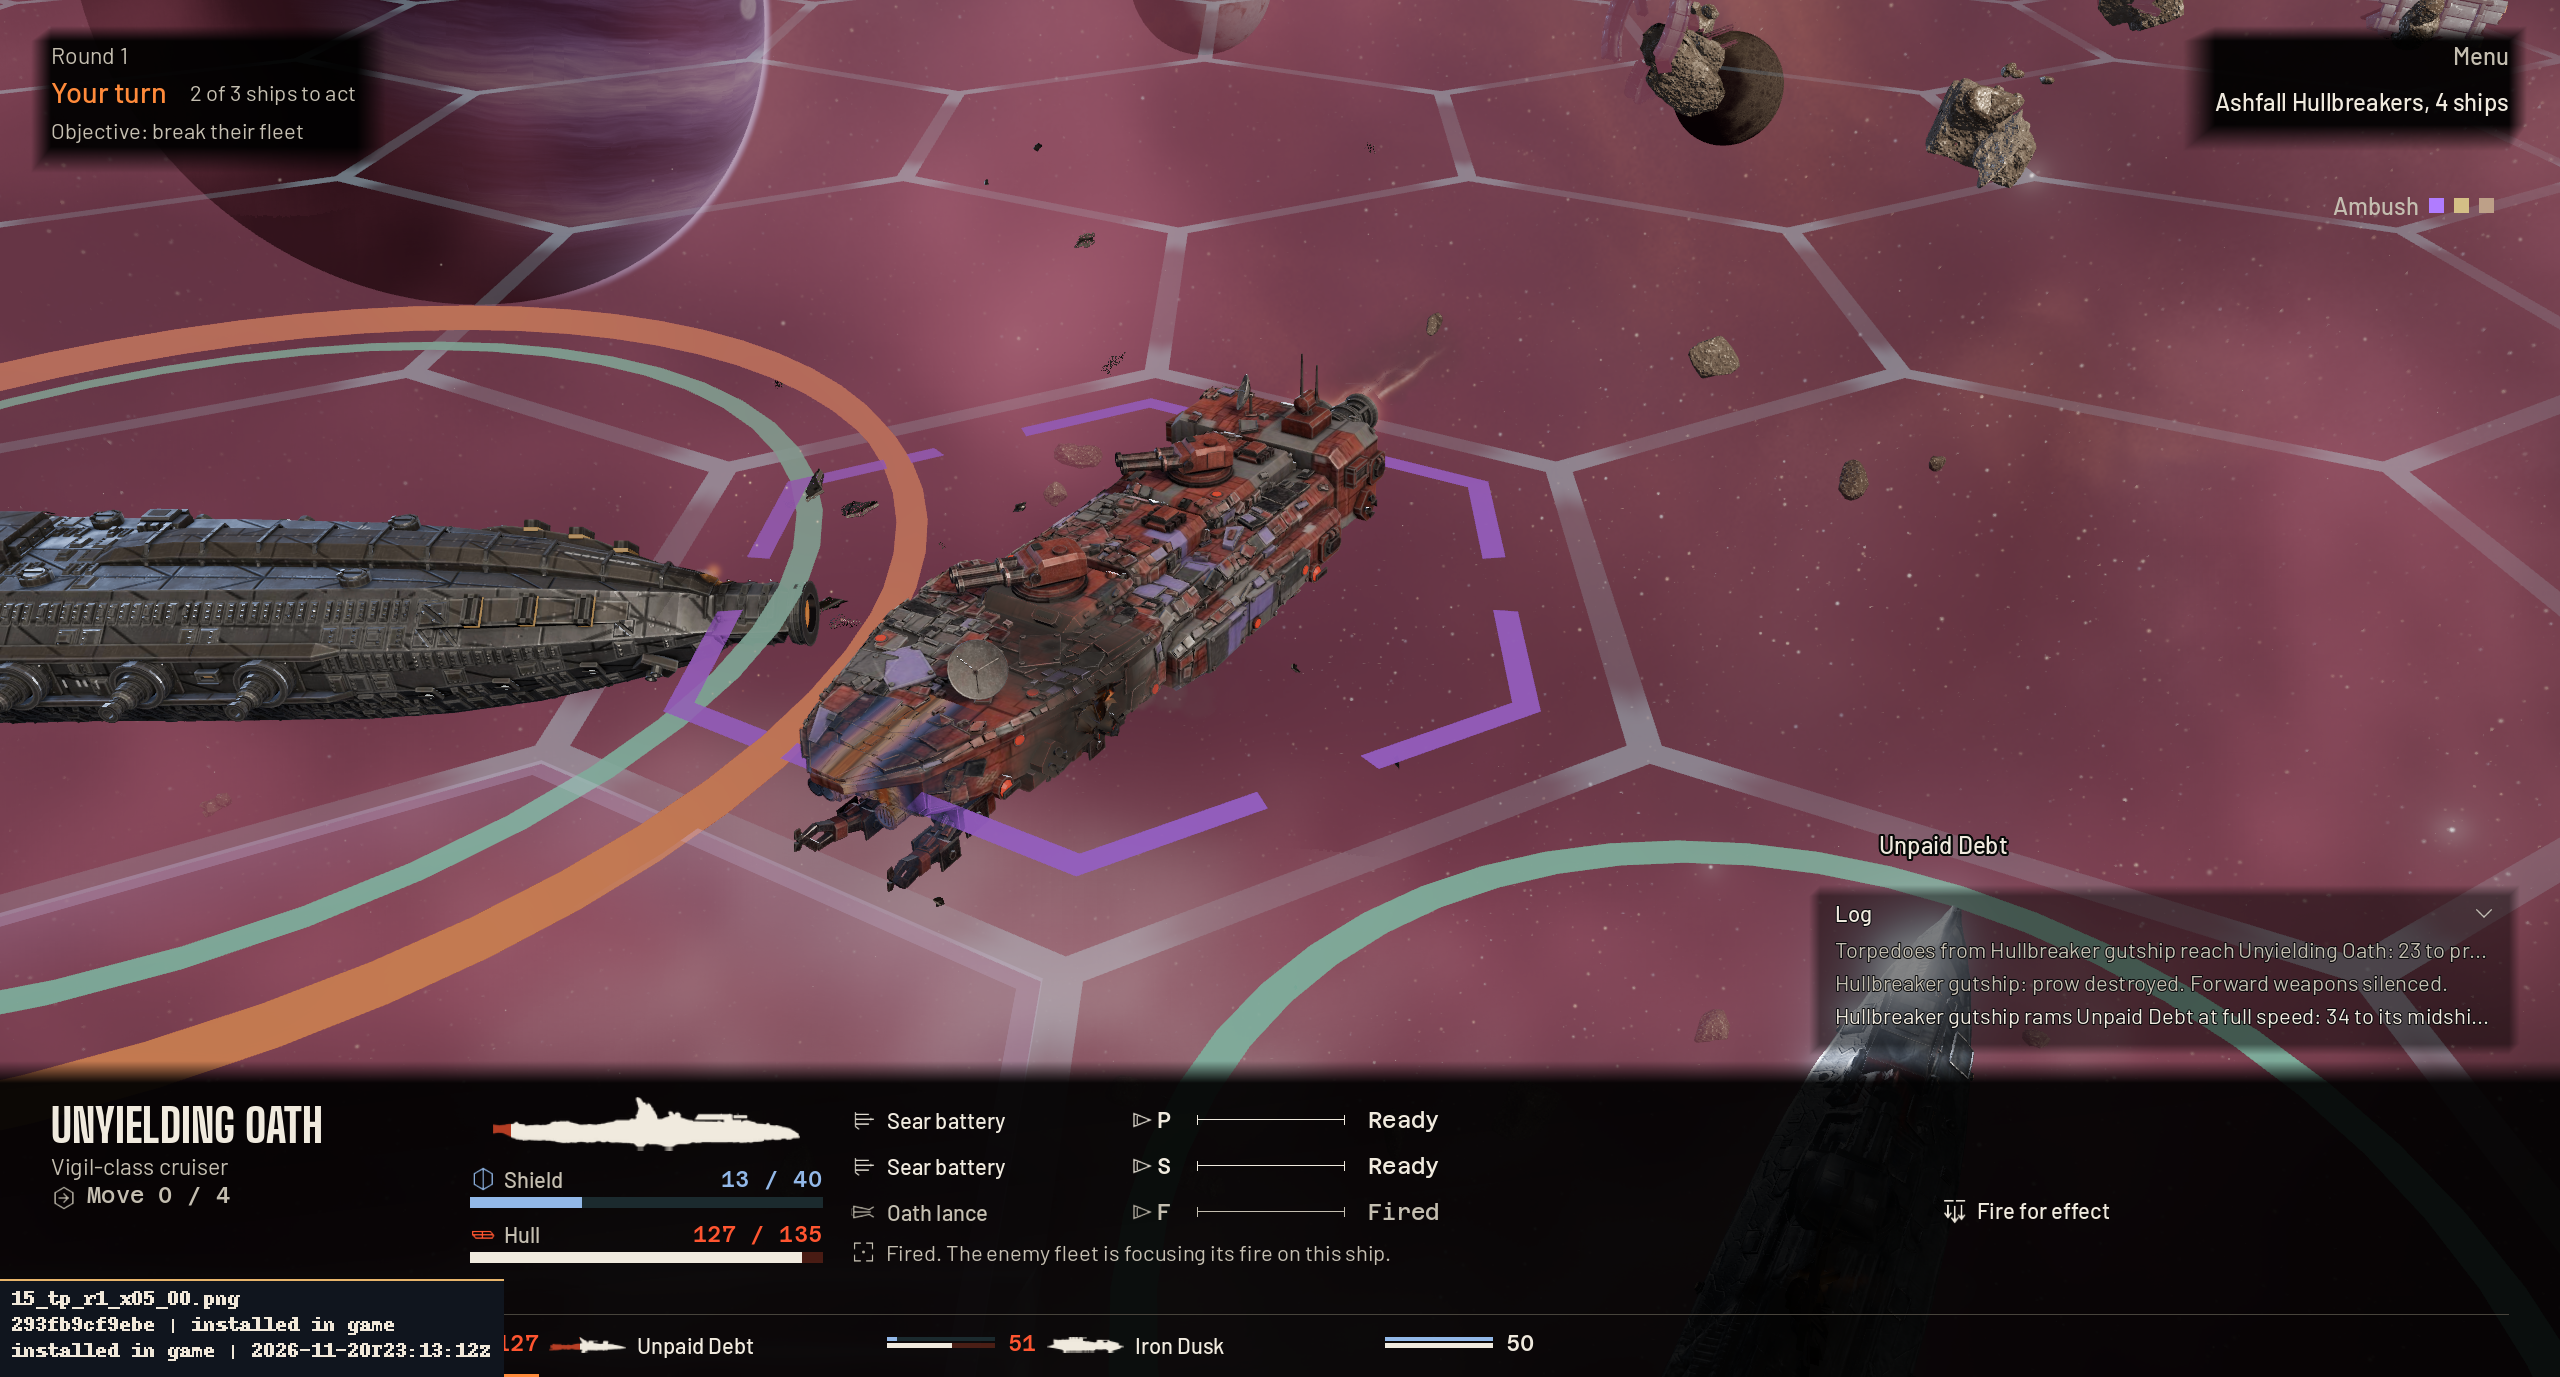 Round 1
Your turn 2 of 3 ships to act
Objective: break their fleet
Menu
Ashfall Hullbreakers, 4 ships
Ambush
Unpaid Debt
Log
Torpedoes from Hullbreaker gutship reach Unyielding Oath: 23 to pr...
Hullbreaker gutship: prow destroyed. Forward weapons silenced.
Hullbreaker gutship rams Unpaid Debt at full speed: 34 to its midshi...
UNYIELDING OATH
Vigil-class cruiser
Move 0 / 4
Shield 13 / 40
Hull 127 / 135
Sear battery P Ready
Sear battery S Ready
Oath lance F Fired
Fired. The enemy fleet is focusing its fire on this ship.
Fire for effect
15_tp_r1_x05_00.png
293fb9cf9ebe | installed in game
installed in game | 2026-11-20T23:13:12Z
127 Unpaid Debt 51 Iron Dusk 50